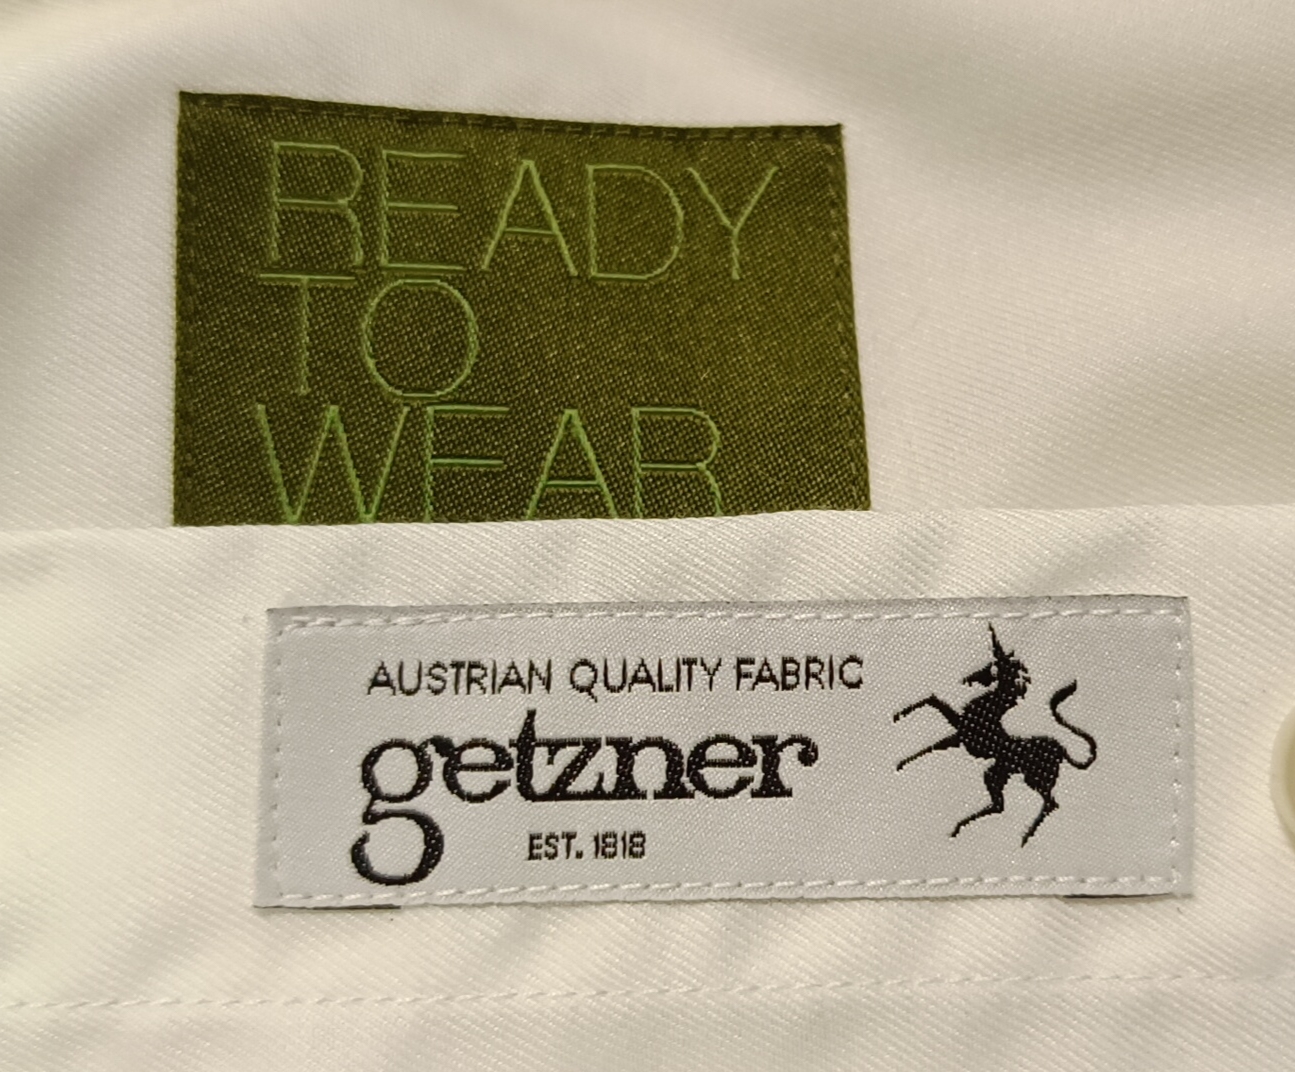 READY
TO
WEAR
AUSTRIAN QUALITY FABRIC
getzner
EST. 1818